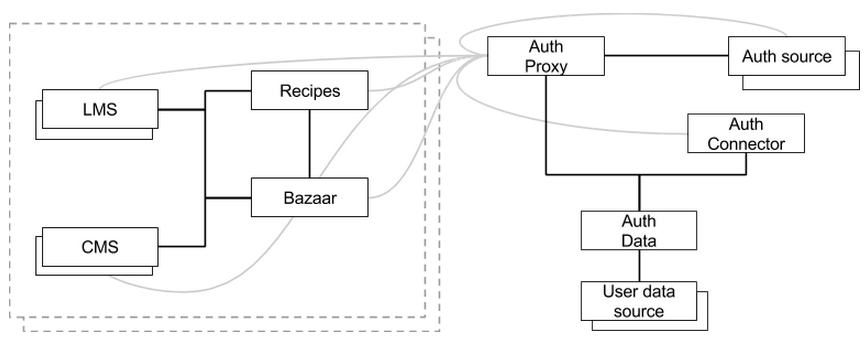 Auth
Proxy
Auth source
Recipes
LMS
Auth
Connector
Bazaar
Auth
Data
CMS
User data
source